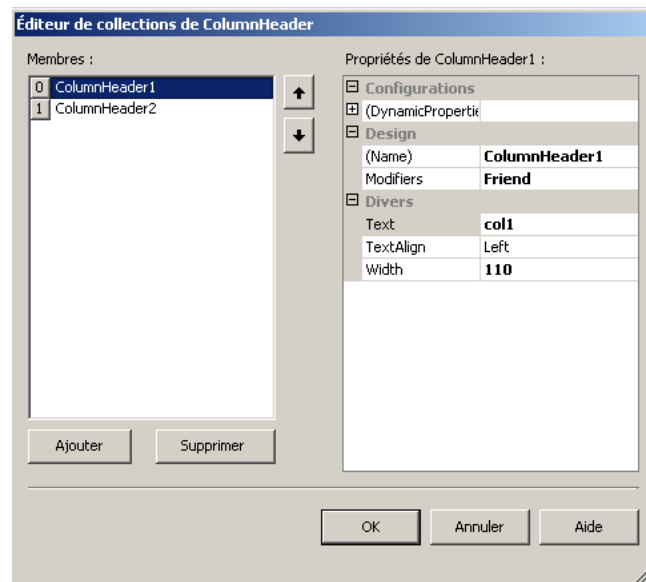 Éditeur de collections de ColumnHeader
Membres :
0 ColumnHeader1
1 ColumnHeader2
Ajouter
Supprimer
Propriétés de ColumnHeader1 :
Configurations
(DynamicPropertie
Design
(Name) ColumnHeader1
Modifiers Friend
Divers
Text col1
TextAlign Left
Width 110
OK
Annuler
Aide